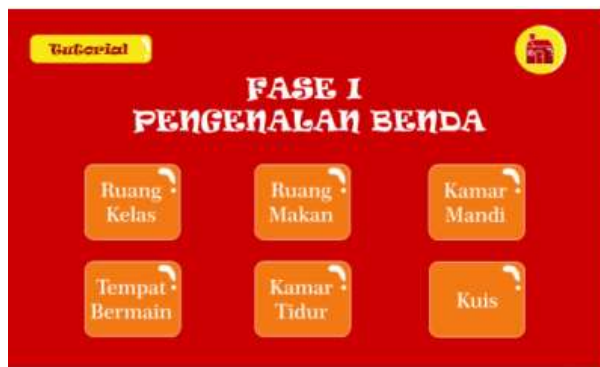 Tutorial
FASE I
PENGENALAN BENDA
Ruang
Kelas
Ruang
Makan
Kamar
Mandi
Tempat
Bermain
Kamar
Tidur
Kuis